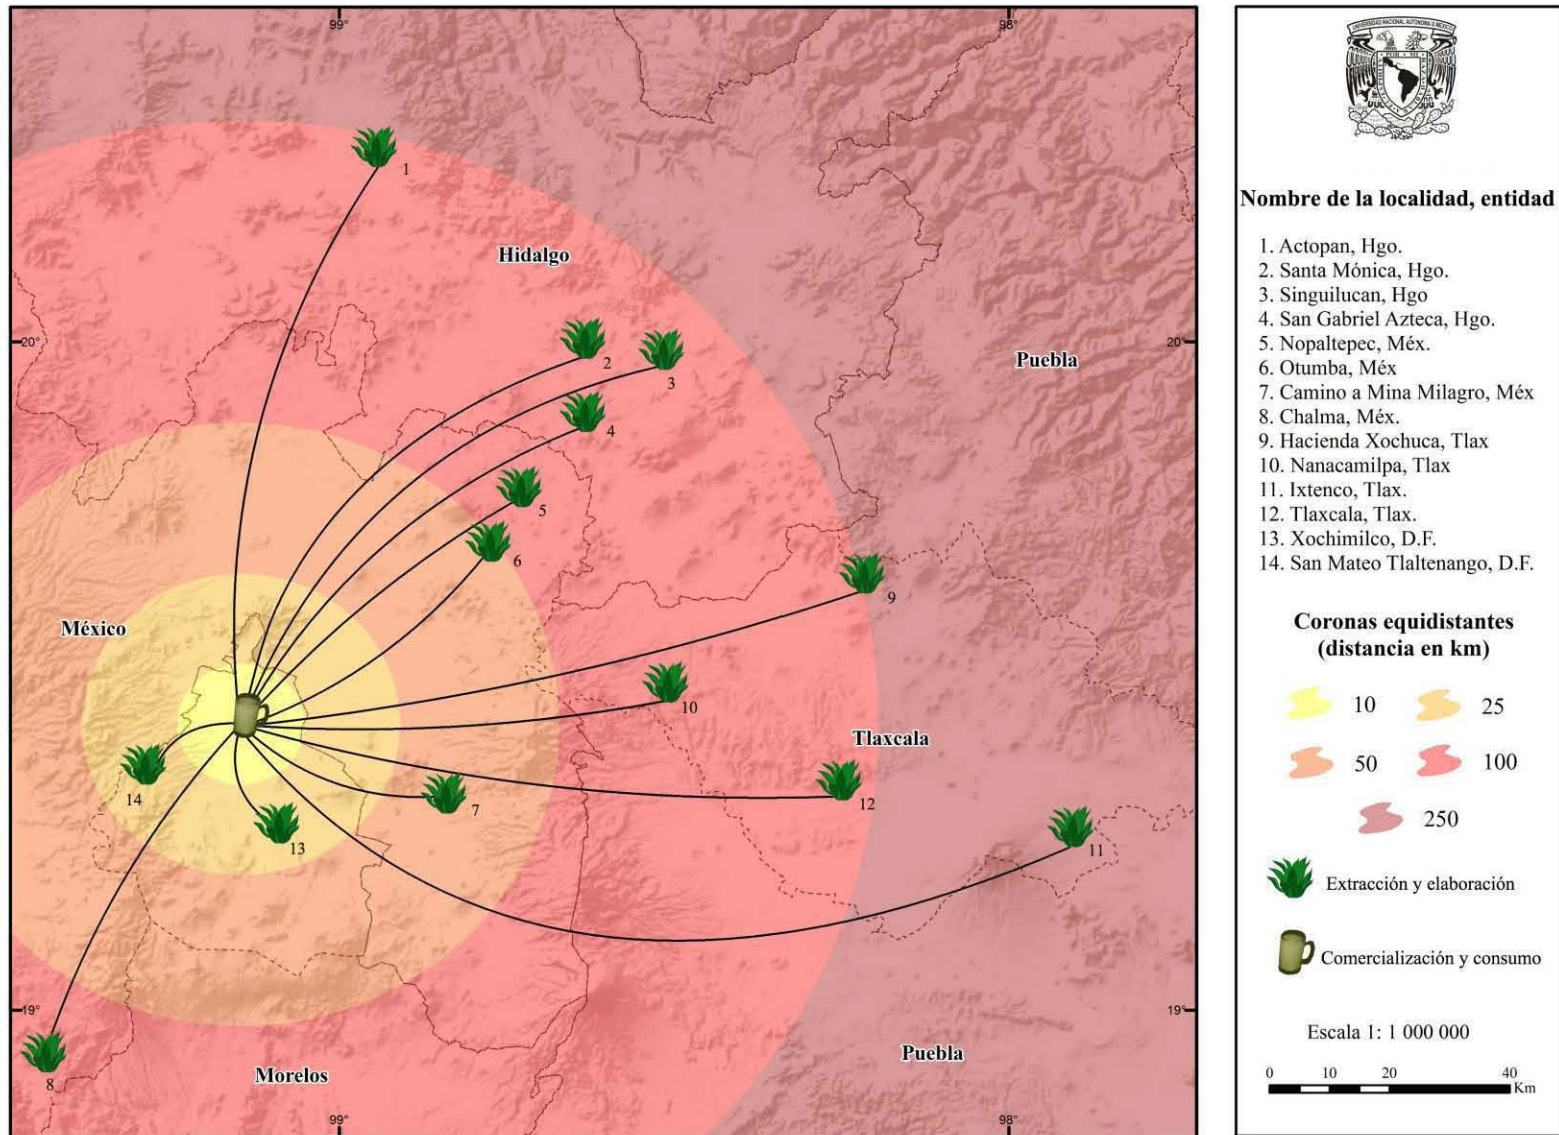 99°
98°
1
Hidalgo
20°
2
3
20°
Puebla
4
5
6
9
México
10
Tlaxcala
14
7
12
13
11
19°
19°
8
Morelos
Puebla
99°
98°
Nombre de la localidad, entidad
1. Actopan, Hgo.
2. Santa Mónica, Hgo.
3. Singuilucan, Hgo
4. San Gabriel Azteca, Hgo.
5. Nopaltepec, Méx.
6. Otumba, Méx
7. Camino a Mina Milagro, Méx
8. Chalma, Méx.
9. Hacienda Xochuca, Tlax
10. Nanacamilpa, Tlax
11. Ixtenco, Tlax.
12. Tlaxcala, Tlax.
13. Xochimilco, D.F.
14. San Mateo Tlaltenango, D.F.
Coronas equidistantes
(distancia en km)
10
25
50
100
250
Extracción y elaboración
Comercialización y consumo
Escala 1: 1 000 000
0 10 20 40
Km